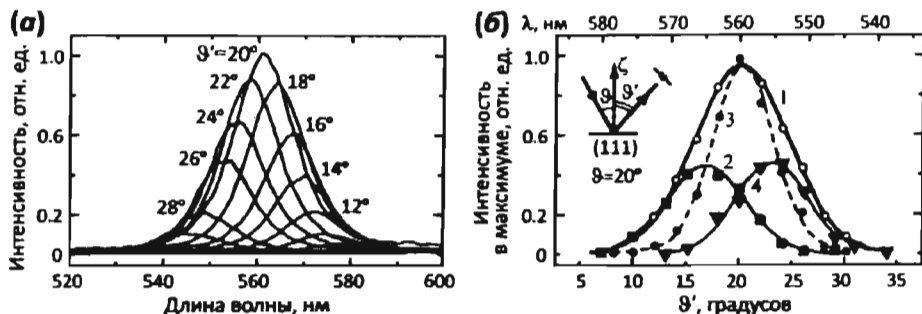 (а)
Интенсивность, отн. ед.
1.0
0.6
0.2
0
ϑ′=20°
22°
24°
26°
28°
18°
16°
14°
12°
520 540 560 580 600
Длина волны, нм
(б)
λ, нм
580 570 560 550 540
Интенсивность
в максимуме, отн. ед.
1.0
0.6
0.2
0
ζ
ϑ ϑ′
(111)
ϑ=20°
1
3
2
4
5 10 15 20 25 30 35
ϑ′, градусов